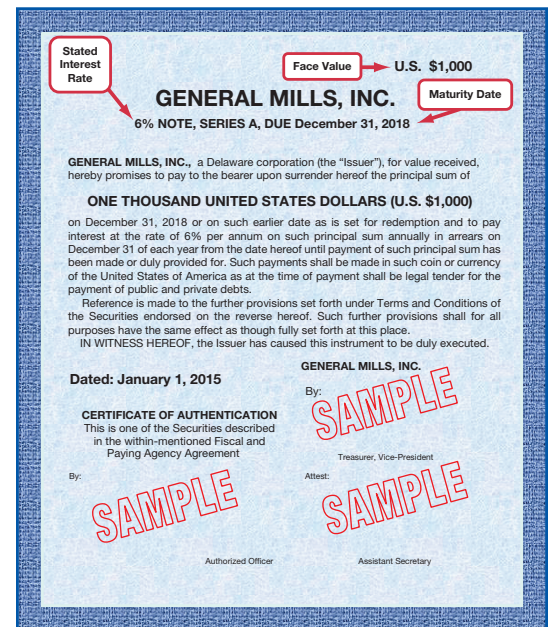 Stated
Interest
Rate
Face Value
U.S. $1,000
GENERAL MILLS, INC.
Maturity Date
6% NOTE, SERIES A, DUE December 31, 2018
GENERAL MILLS, INC., a Delaware corporation (the “Issuer”), for value received,
hereby promises to pay to the bearer upon surrender hereof the principal sum of
ONE THOUSAND UNITED STATES DOLLARS (U.S. $1,000)
on December 31, 2018 or on such earlier date as is set for redemption and to pay
interest at the rate of 6% per annum on such principal sum annually in arrears on
December 31 of each year from the date hereof until payment of such principal sum has
been made or duly provided for. Such payments shall be made in such coin or currency
of the United States of America as at the time of payment shall be legal tender for the
payment of public and private debts.
Reference is made to the further provisions set forth under Terms and Conditions of
the Securities endorsed on the reverse hereof. Such further provisions shall for all
purposes have the same effect as though fully set forth at this place.
IN WITNESS HEREOF, the Issuer has caused this instrument to be duly executed.
Dated: January 1, 2015
GENERAL MILLS, INC.
By:
SAMPLE
Treasurer, Vice-President
CERTIFICATE OF AUTHENTICATION
This is one of the Securities described
in the within-mentioned Fiscal and
Paying Agency Agreement
By:
SAMPLE
Authorized Officer
Attest:
SAMPLE
Assistant Secretary